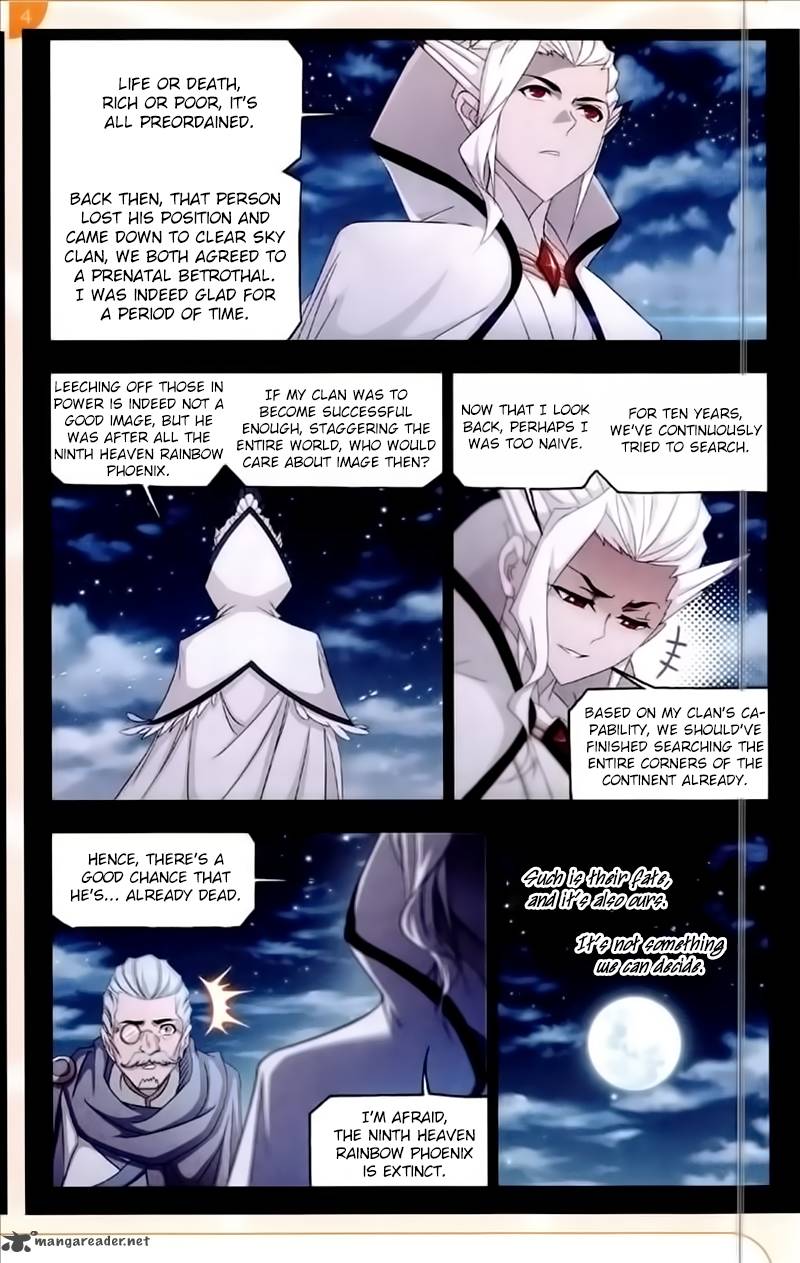 4
LIFE OR DEATH,
RICH OR POOR, IT'S
ALL PREORDAINED.
BACK THEN, THAT PERSON
LOST HIS POSITION AND
CAME DOWN TO CLEAR SKY
CLAN, WE BOTH AGREED TO
A PRENATAL BETROTHAL.
I WAS INDEED GLAD FOR
A PERIOD OF TIME.
LEECHING OFF THOSE IN
POWER IS INDEED NOT A
GOOD IMAGE, BUT HE
WAS AFTER ALL THE
NINTH HEAVEN RAINBOW
PHOENIX.
IF MY CLAN WAS TO
BECOME SUCCESSFUL
ENOUGH, STAGGERING THE
ENTIRE WORLD, WHO WOULD
CARE ABOUT IMAGE THEN?
NOW THAT I LOOK
BACK, PERHAPS I
WAS TOO NAIVE.
FOR TEN YEARS,
WE'VE CONTINUOUSLY
TRIED TO SEARCH.
BASED ON MY CLAN'S CA-
PABILITY, WE SHOULD'VE
FINISHED SEARCHING THE
ENTIRE CORNERS OF THE
CONTINENT ALREADY.
HENCE, THERE'S A
GOOD CHANCE THAT
HE'S... ALREADY DEAD.
I'M AFRAID,
THE NINTH HEAVEN
RAINBOW PHOENIX
IS EXTINCT.
Such is their fate,
and it's also ours.
It's not something
we can decide.
mangareader.net